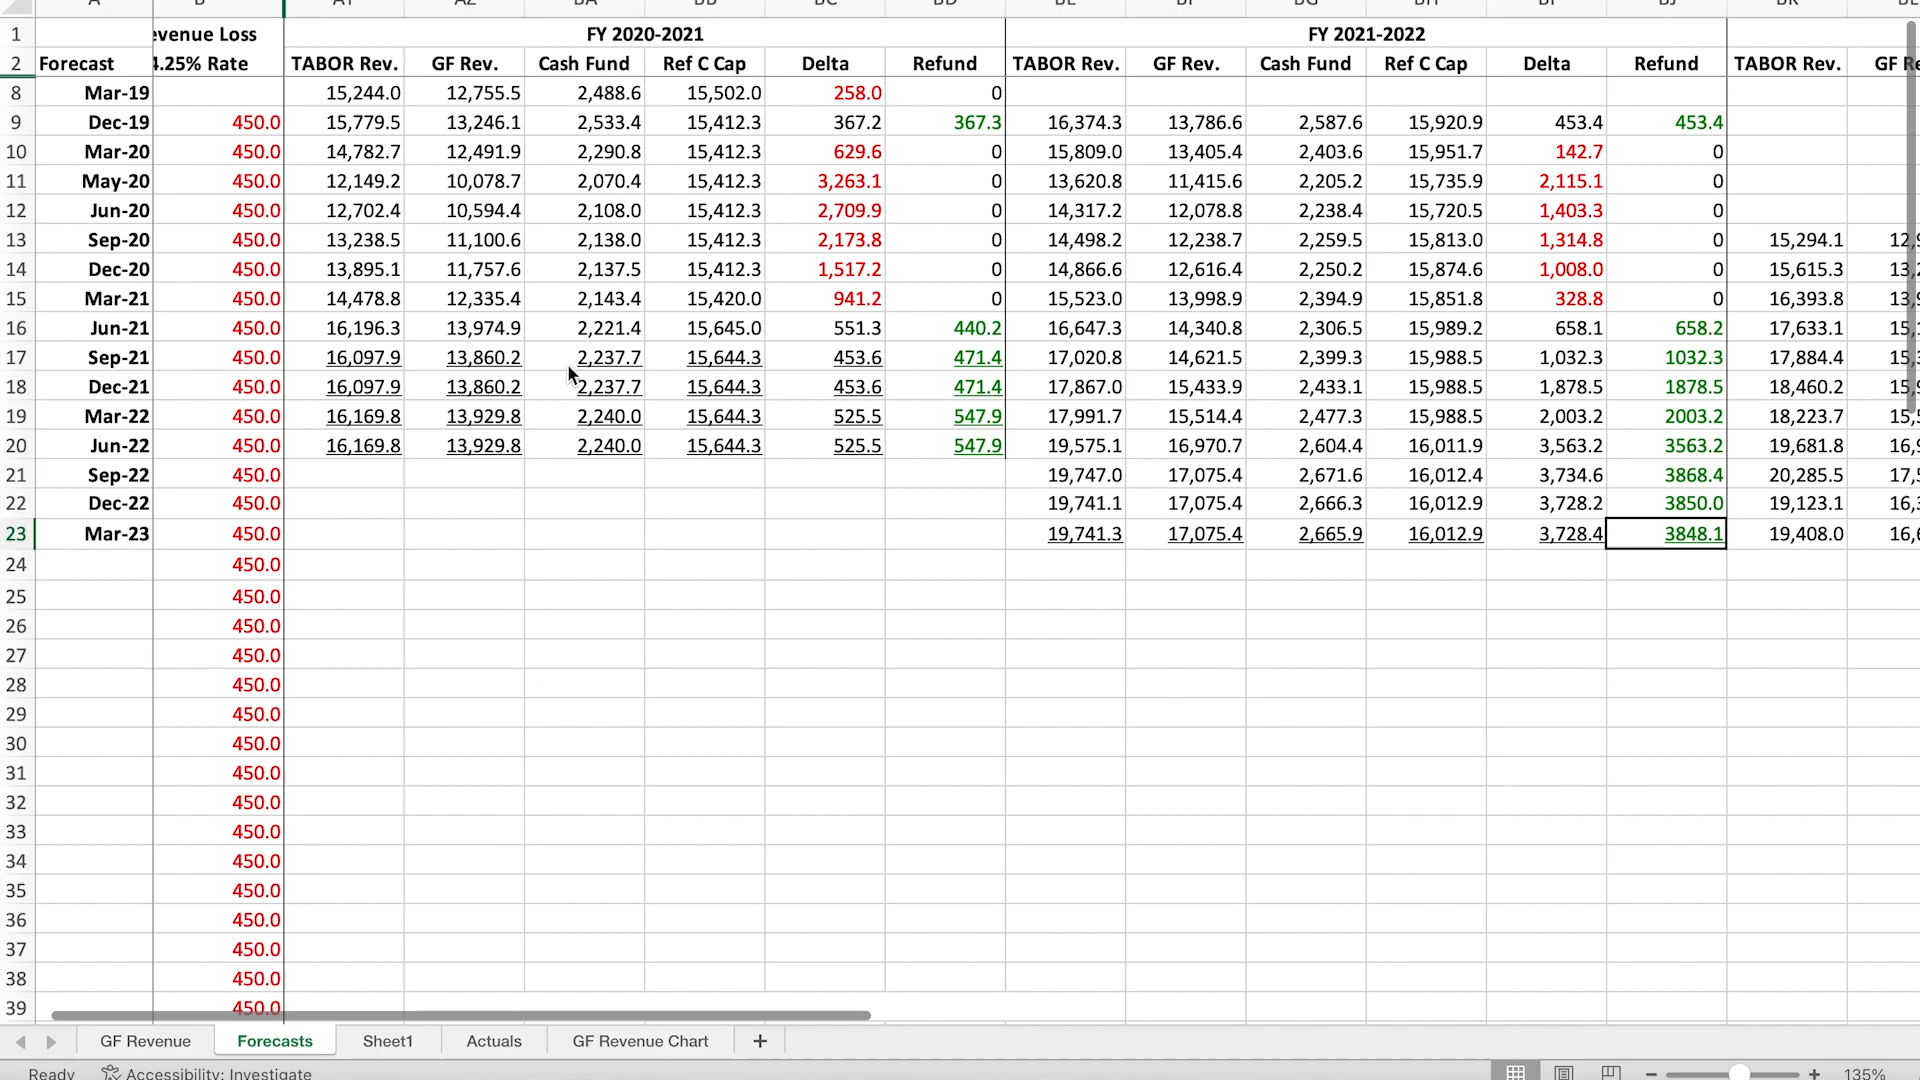 evenue Loss FY 2020-2021 FY 2021-2022
1
2 Forecast 4.25% Rate TABOR Rev. GF Rev. Cash Fund Ref C Cap Delta Refund TABOR Rev. GF Rev. Cash Fund Ref C Cap Delta Refund TABOR Rev. GF Re
8 Mar-19 15,244.0 12,755.5 2,488.6 15,502.0 258.0 0
9 Dec-19 450.0 15,779.5 13,246.1 2,533.4 15,412.3 367.2 367.3 16,374.3 13,786.6 2,587.6 15,920.9 453.4 453.4
10 Mar-20 450.0 14,782.7 12,491.9 2,290.8 15,412.3 629.6 0 15,809.0 13,405.4 2,403.6 15,951.7 142.7 0
11 May-20 450.0 12,149.2 10,078.7 2,070.4 15,412.3 3,263.1 0 13,620.8 11,415.6 2,205.2 15,735.9 2,115.1 0
12 Jun-20 450.0 12,702.4 10,594.4 2,108.0 15,412.3 2,709.9 0 14,317.2 12,078.8 2,238.4 15,720.5 1,403.3 0
13 Sep-20 450.0 13,238.5 11,100.6 2,138.0 15,412.3 2,173.8 0 14,498.2 12,238.7 2,259.5 15,813.0 1,314.8 0 15,294.1 12,9
14 Dec-20 450.0 13,895.1 11,757.6 2,137.5 15,412.3 1,517.2 0 14,866.6 12,616.4 2,250.2 15,874.6 1,008.0 0 15,615.3 13,2
15 Mar-21 450.0 14,478.8 12,335.4 2,143.4 15,420.0 941.2 0 15,523.0 13,998.9 2,394.9 15,851.8 328.8 0 16,393.8 13,9
16 Jun-21 450.0 16,196.3 13,974.9 2,221.4 15,645.0 551.3 440.2 16,647.3 14,340.8 2,306.5 15,989.2 658.1 658.2 17,633.1 15,1
17 Sep-21 450.0 16,097.9 13,860.2 2,237.7 15,644.3 453.6 471.4 17,020.8 14,621.5 2,399.3 15,988.5 1,032.3 1032.3 17,884.4 15,3
18 Dec-21 450.0 16,097.9 13,860.2 2,237.7 15,644.3 453.6 471.4 17,867.0 15,433.9 2,433.1 15,988.5 1,878.5 1878.5 18,460.2 15,9
19 Mar-22 450.0 16,169.8 13,929.8 2,240.0 15,644.3 525.5 547.9 17,991.7 15,514.4 2,477.3 15,988.5 2,003.2 2003.2 18,223.7 15,5
20 Jun-22 450.0 16,169.8 13,929.8 2,240.0 15,644.3 525.5 547.9 19,575.1 16,970.7 2,604.4 16,011.9 3,563.2 3563.2 19,681.8 16,9
21 Sep-22 450.0 19,747.0 17,075.4 2,671.6 16,012.4 3,734.6 3868.4 20,285.5 17,5
22 Dec-22 450.0 19,741.1 17,075.4 2,666.3 16,012.9 3,728.2 3850.0 19,123.1 16,3
23 Mar-23 450.0 19,741.3 17,075.4 2,665.9 16,012.9 3,728.4 3848.1 19,408.0 16,6
24 450.0
25 450.0
26 450.0
27 450.0
28 450.0
29 450.0
30 450.0
31 450.0
32 450.0
33 450.0
34 450.0
35 450.0
36 450.0
37 450.0
38 450.0
39 450.0
GF Revenue Forecasts Sheet1 Actuals GF Revenue Chart +
Ready Accessibility: Investigate 135%